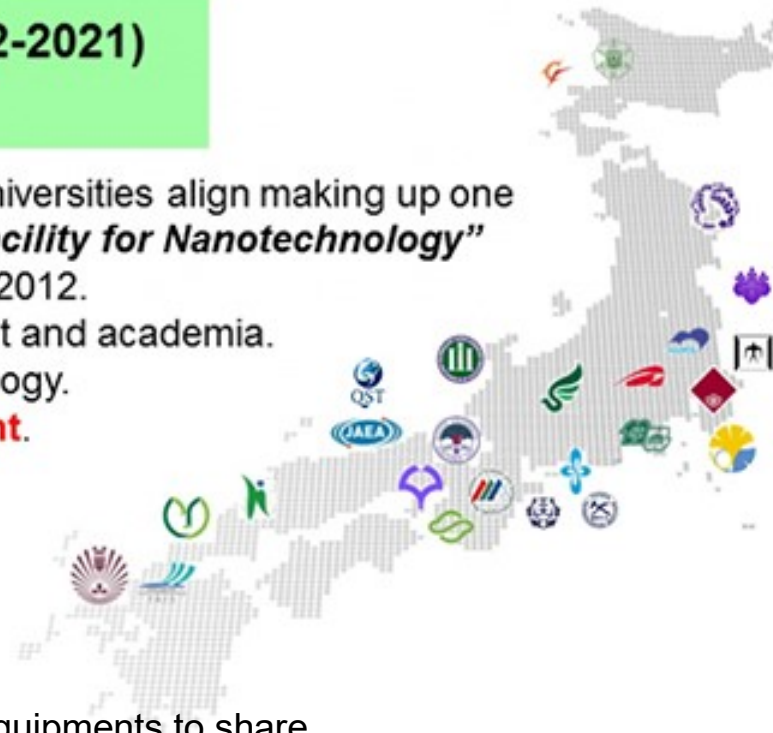 2-2021)
niversities align making up one
cility for Nanotechnology”
2012.
t and academia.
ogy.
nt.
QST
JAEA
quipments to share